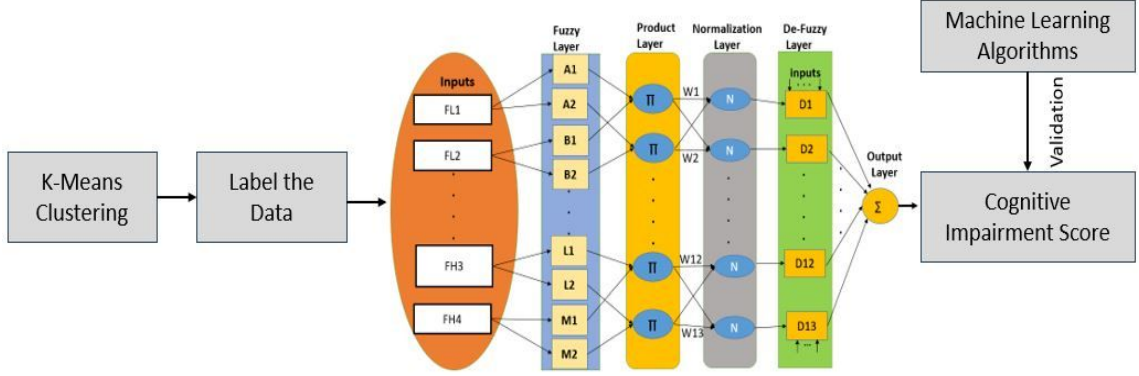 K-Means
Clustering
Label the
Data
Inputs
FL1
FL2
FH3
FH4
Fuzzy
Layer
A1
A2
B1
B2
L1
L2
M1
M2
Product
Layer
Π
Π
Π
Π
W1
W2
W12
W13
Normalization
Layer
N
N
N
N
De-Fuzzy
Layer
Inputs
D1
D2
D12
D13
Output
Layer
Σ
Machine Learning
Algorithms
Validation
Cognitive
Impairment Score